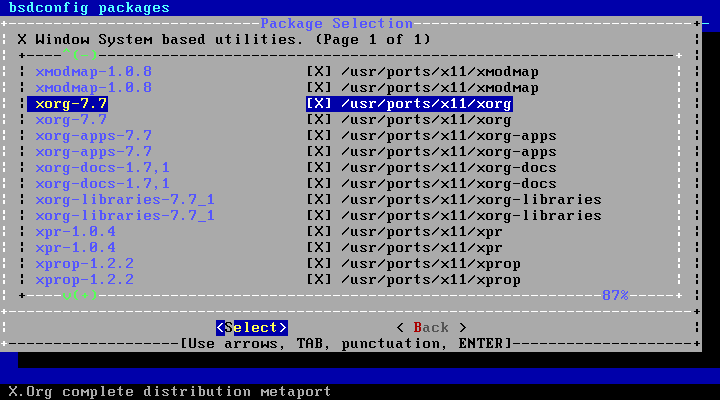 bsdconfig packages
Package Selection
X Window System based utilities. (Page 1 of 1)
^(-)
xmodmap-1.0.8 [X] /usr/ports/x11/xmodmap
xmodmap-1.0.8 [X] /usr/ports/x11/xmodmap
xorg-7.7 [X] /usr/ports/x11/xorg
xorg-7.7 [X] /usr/ports/x11/xorg
xorg-apps-7.7 [X] /usr/ports/x11/xorg-apps
xorg-apps-7.7 [X] /usr/ports/x11/xorg-apps
xorg-docs-1.7,1 [X] /usr/ports/x11/xorg-docs
xorg-docs-1.7,1 [X] /usr/ports/x11/xorg-docs
xorg-libraries-7.7_1 [X] /usr/ports/x11/xorg-libraries
xorg-libraries-7.7_1 [X] /usr/ports/x11/xorg-libraries
xpr-1.0.4 [X] /usr/ports/x11/xpr
xpr-1.0.4 [X] /usr/ports/x11/xpr
xprop-1.2.2 [X] /usr/ports/x11/xprop
xprop-1.2.2 [X] /usr/ports/x11/xprop
v(+) 87%
<Select> < Back >
[Use arrows, TAB, punctuation, ENTER]
X.Org complete distribution metaport